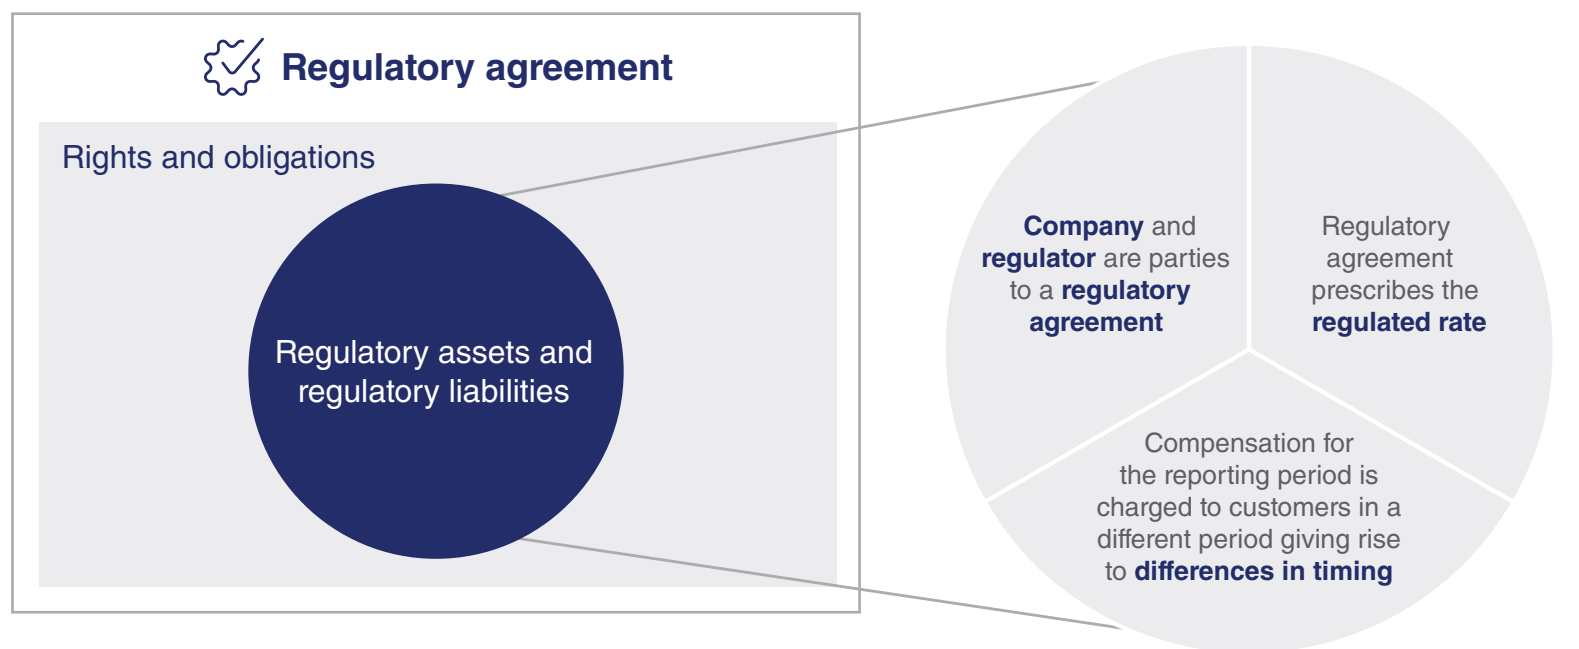 Regulatory agreement
Rights and obligations
Regulatory assets and
regulatory liabilities
Company and
regulator are parties
to a regulatory
agreement
Regulatory
agreement
prescribes the
regulated rate
Compensation for
the reporting period is
charged to customers in a
different period giving rise
to differences in timing